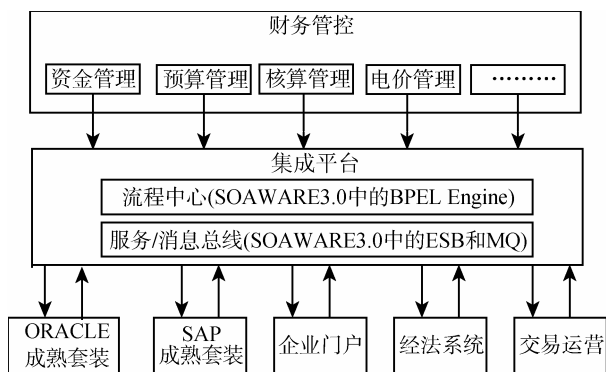 财务管控
资金管理
预算管理
核算管理
电价管理
………
集成平台
流程中心(SOAWARE3.0中的BPEL Engine)
服务/消息总线(SOAWARE3.0中的ESB和MQ)
ORACLE
成熟套装
SAP
成熟套装
企业门户
经法系统
交易运营